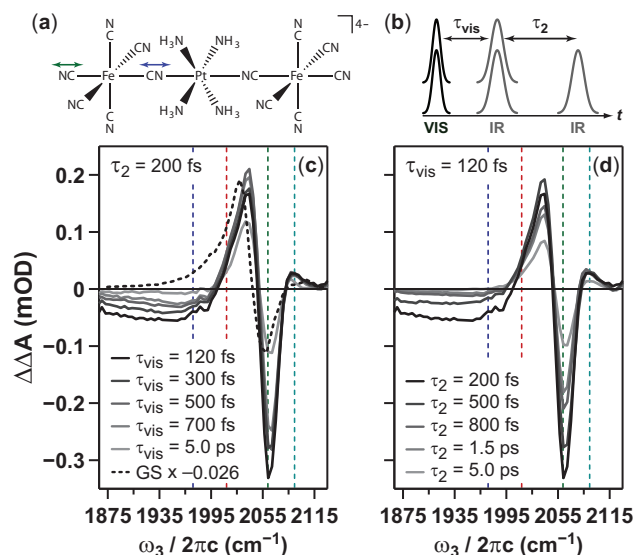 (a)
4−
N
C
CN
H₃N
NH₃
NC
Fe
CN
Pt
NC
Fe
CN
NC
CN
H₃N
NH₃
NC
CN
C
N
C
N
N
C
(b)
τvis
τ2
t
VIS
IR
IR
(c)
τ2 = 200 fs
ΔΔA (mOD)
0.2
0.1
0
−0.1
−0.2
−0.3
τvis = 120 fs
τvis = 300 fs
τvis = 500 fs
τvis = 700 fs
τvis = 5.0 ps
GS x −0.026
1875
1935
1995
2055
2115
ω3 / 2πc (cm⁻¹)
(d)
τvis = 120 fs
τ2 = 200 fs
τ2 = 500 fs
τ2 = 800 fs
τ2 = 1.5 ps
τ2 = 5.0 ps
1875
1935
1995
2055
2115
ω3 / 2πc (cm⁻¹)